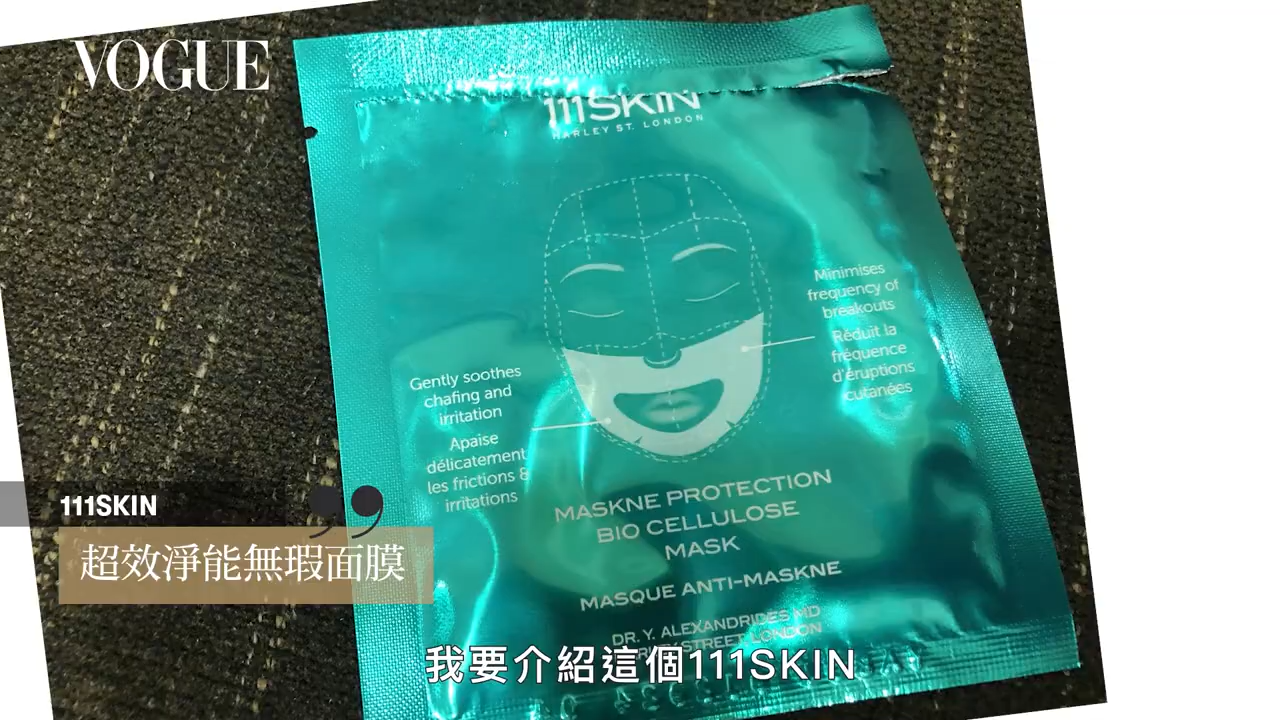 VOGUE
111SKIN
HARLEY ST. LONDON
Minimises
frequency of
breakouts
Réduit la
fréquence
d'éruptions
cutanées
Gently soothes
chafing and
irritation
Apaise
délicatement
les frictions &
irritations
MASKNE PROTECTION
BIO CELLULOSE
MASK
MASQUE ANTI-MASKNE
DR. Y. ALEXANDRIDES MD
STREET LONDON
111SKIN
超效淨能無瑕面膜
我要介紹這個111SKIN